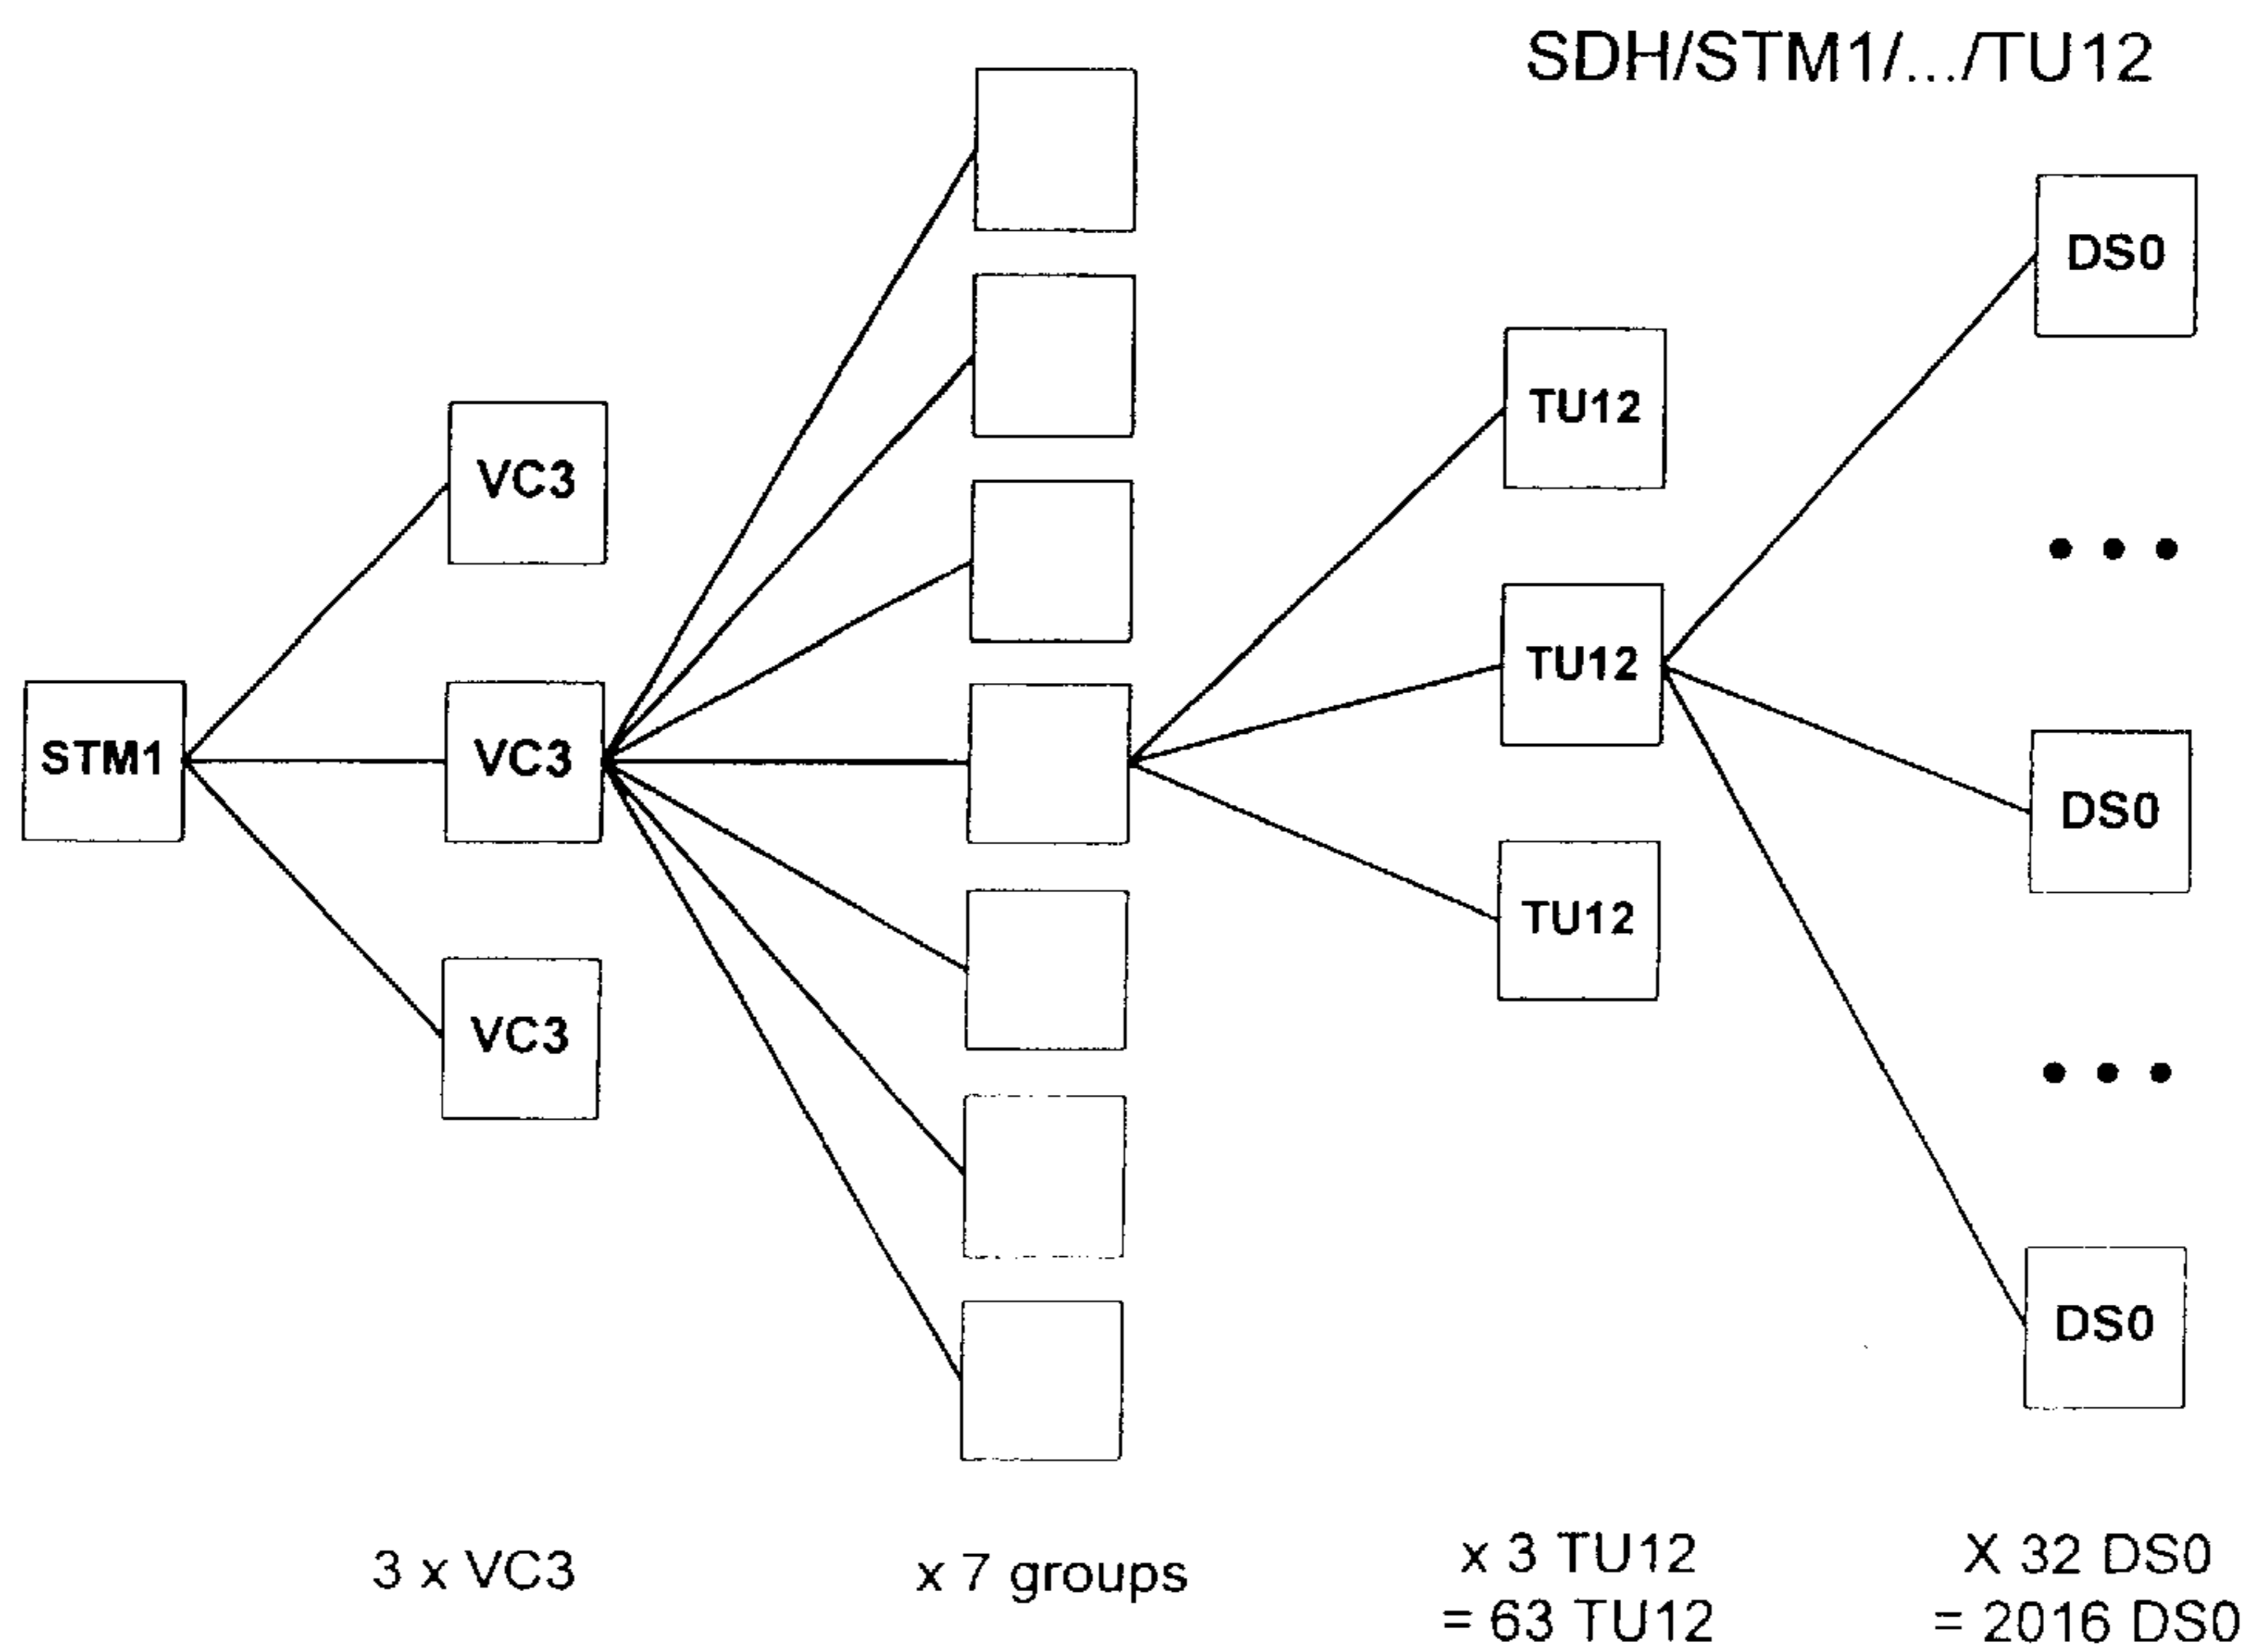 SDH/STM1/.../TU12
STM1
VC3
VC3
VC3
TU12
TU12
TU12
DS0
DS0
DS0
3 x VC3
x 7 groups
x 3 TU12
= 63 TU12
X 32 DS0
= 2016 DS0